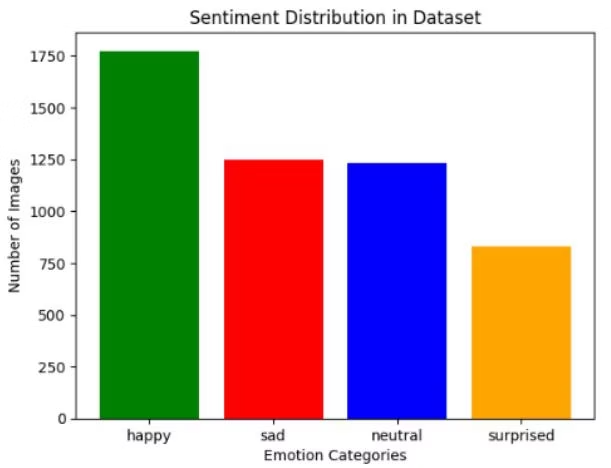 Sentiment Distribution in Dataset
Number of Images
1750
1500
1250
1000
750
500
250
0
happy sad neutral surprised
Emotion Categories